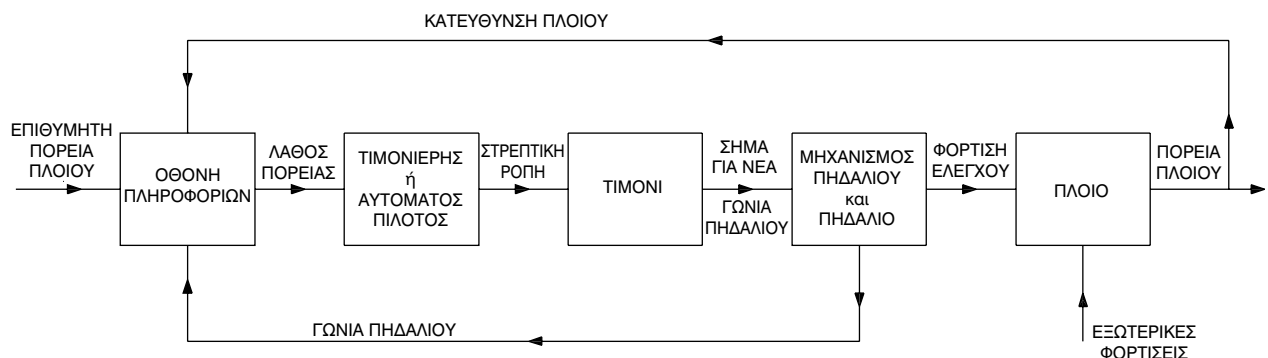 ΚΑΤΕΥΘΥΝΣΗ ΠΛΟΙΟΥ
ΕΠΙΘΥΜΗΤΗ
ΠΟΡΕΙΑ
ΠΛΟΙΟΥ
ΟΘΟΝΗ
ΠΛΗΡΟΦΟΡΙΩΝ
ΛΑΘΟΣ
ΠΟΡΕΙΑΣ
ΤΙΜΟΝΙΕΡΗΣ
ή
ΑΥΤΟΜΑΤΟΣ
ΠΙΛΟΤΟΣ
ΣΤΡΕΠΤΙΚΗ
ΡΟΠΗ
ΤΙΜΟΝΙ
ΣΗΜΑ
ΓΙΑ ΝΕΑ
ΓΩΝΙΑ
ΠΗΔΑΛΙΟΥ
ΜΗΧΑΝΙΣΜΟΣ
ΠΗΔΑΛΙΟΥ
και
ΠΗΔΑΛΙΟ
ΦΟΡΤΙΣΗ
ΕΛΕΓΧΟΥ
ΠΛΟΙΟ
ΠΟΡΕΙΑ
ΠΛΟΙΟΥ
ΓΩΝΙΑ ΠΗΔΑΛΙΟΥ
ΕΞΩΤΕΡΙΚΕΣ
ΦΟΡΤΙΣΕΙΣ